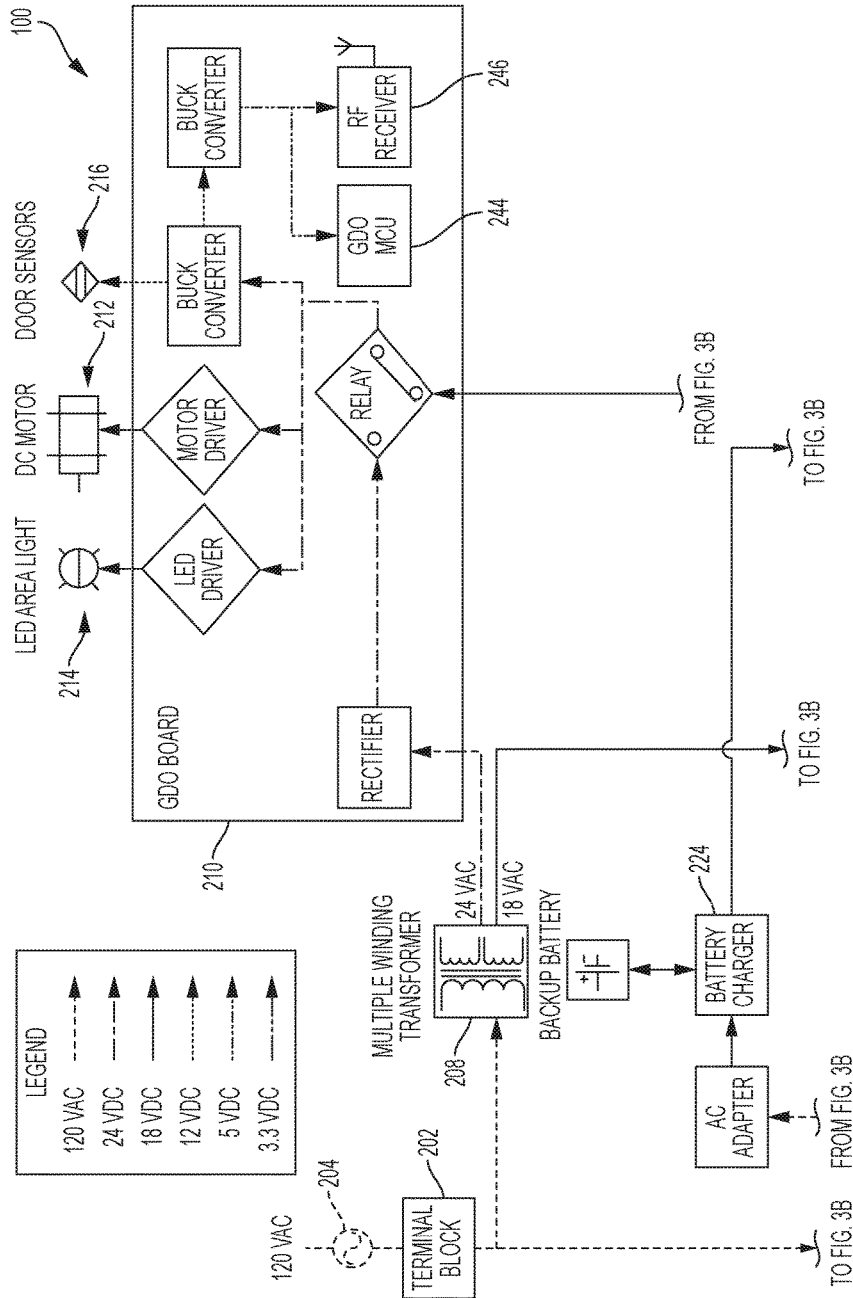 100
LED AREA LIGHT
DC MOTOR
DOOR SENSORS
214
212
216
LEGEND
120 VAC
24 VDC
18 VDC
12 VDC
5 VDC
3.3 VDC
210
GDO BOARD
LED
DRIVER
MOTOR
DRIVER
BUCK
CONVERTER
BUCK
CONVERTER
RECTIFIER
RELAY
GDO
MCU
RF
RECEIVER
244
246
120 VAC
204
TERMINAL
BLOCK
202
MULTIPLE WINDING
TRANSFORMER
208
24 VAC
18 VAC
BACKUP BATTERY
+
AC
ADAPTER
BATTERY
CHARGER
224
TO FIG. 3B
FROM FIG. 3B
TO FIG. 3B
TO FIG. 3B
FROM FIG. 3B